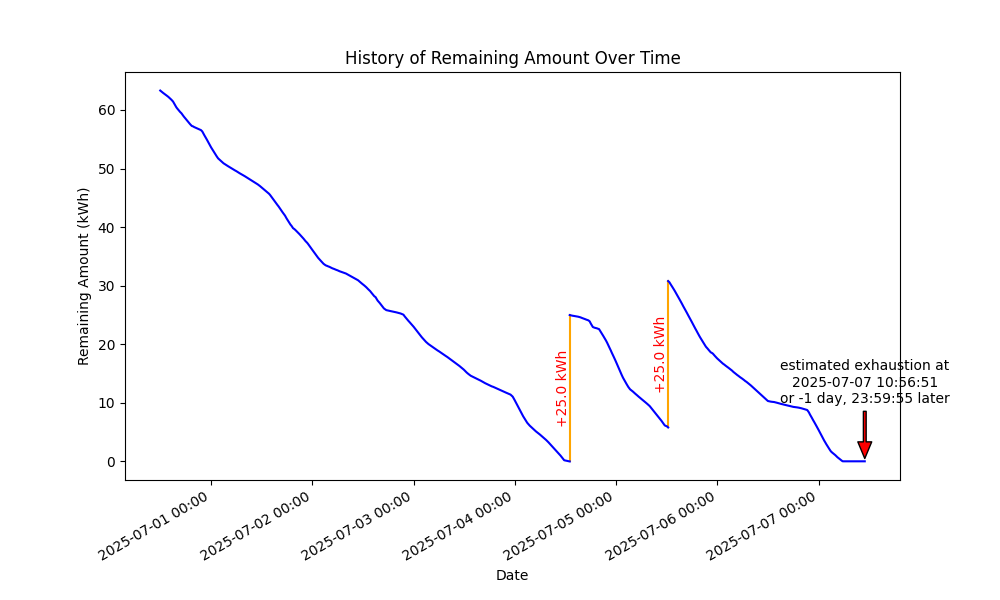 History of Remaining Amount Over Time
Remaining Amount (kWh)
60
50
40
30
20
10
0
+25.0 kWh
+25.0 kWh
estimated exhaustion at
2025-07-07 10:56:51
or -1 day, 23:59:55 later
2025-07-01 00:00
2025-07-02 00:00
2025-07-03 00:00
2025-07-04 00:00
2025-07-05 00:00
2025-07-06 00:00
2025-07-07 00:00
Date